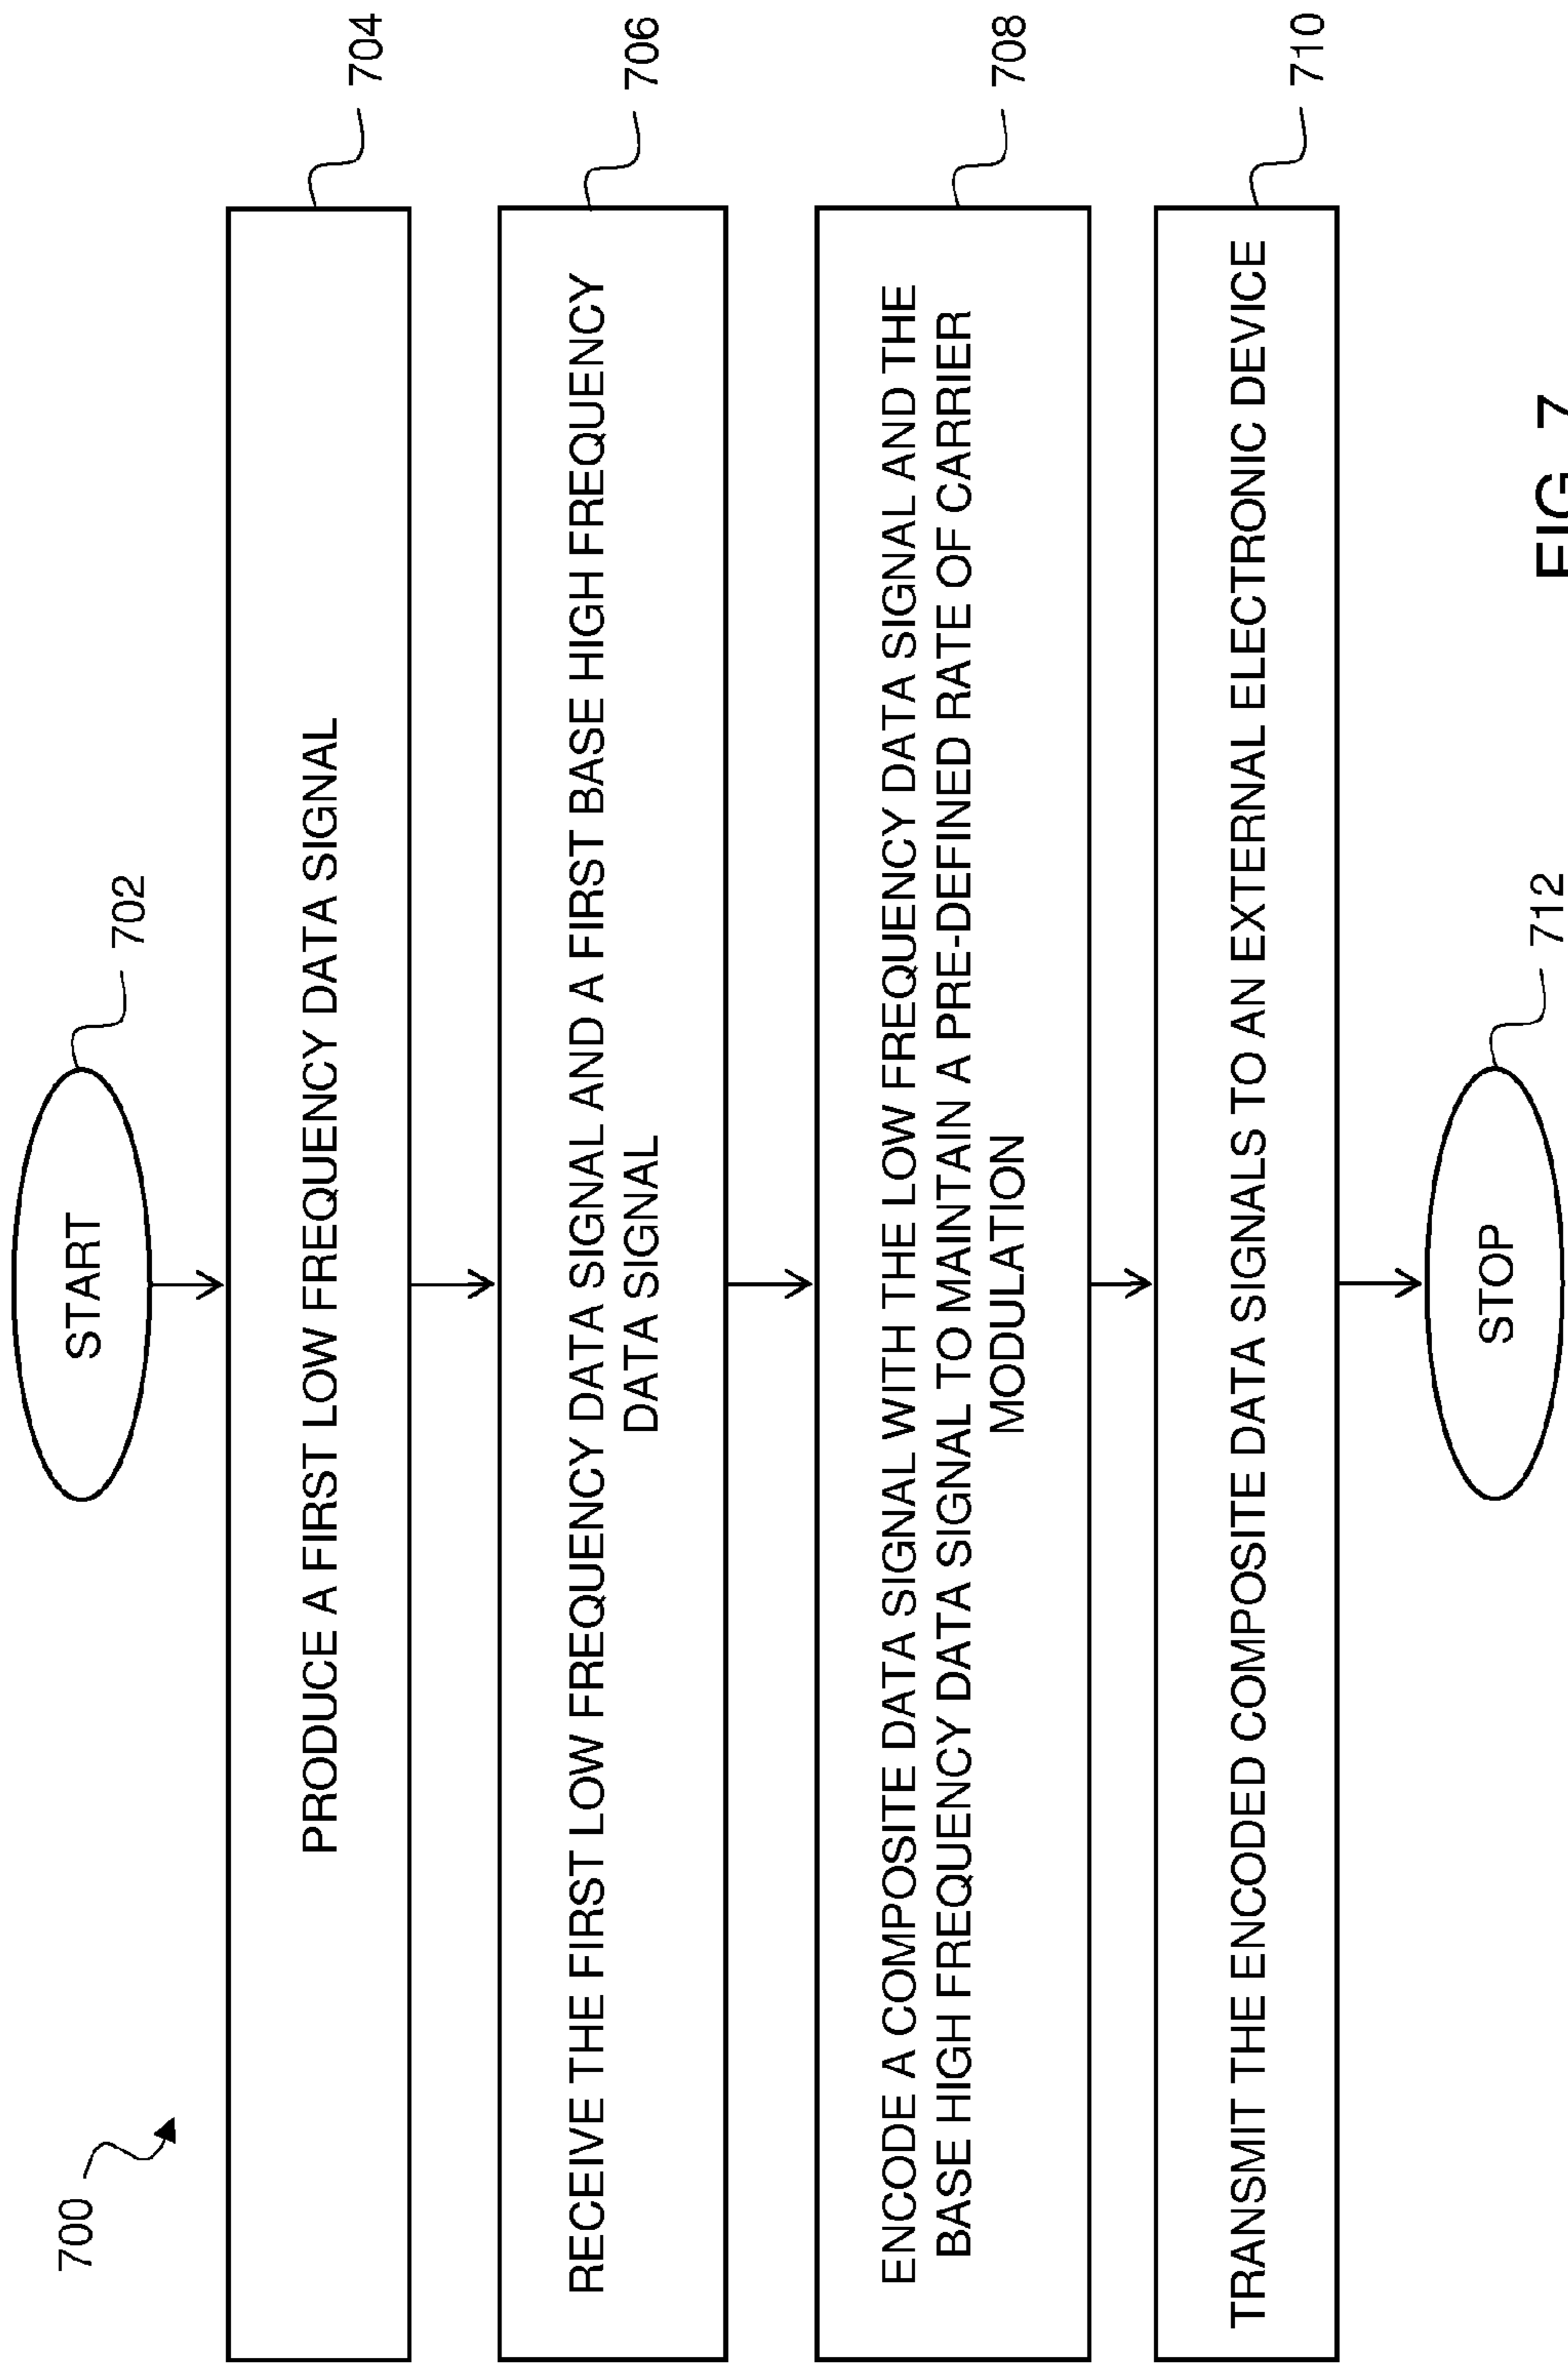 700
START
702
PRODUCE A FIRST LOW FREQUENCY DATA SIGNAL
704
RECEIVE THE FIRST LOW FREQUENCY DATA SIGNAL AND A FIRST BASE HIGH FREQUENCY
DATA SIGNAL
706
ENCODE A COMPOSITE DATA SIGNAL WITH THE LOW FREQUENCY DATA SIGNAL AND THE
BASE HIGH FREQUENCY DATA SIGNAL TO MAINTAIN A PRE-DEFINED RATE OF CARRIER
MODULATION
708
TRANSMIT THE ENCODED COMPOSITE DATA SIGNALS TO AN EXTERNAL ELECTRONIC DEVICE
710
STOP
712
FIG. 7